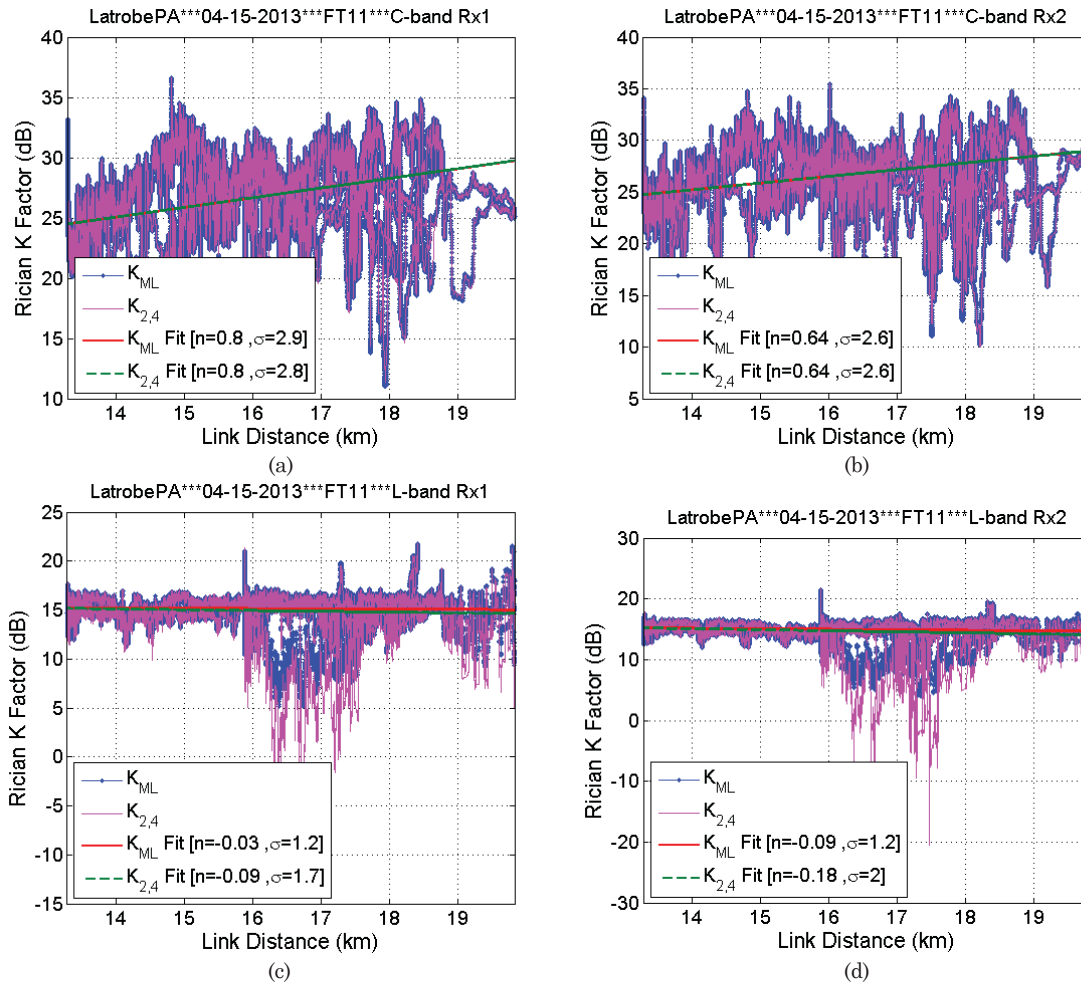 LatrobePA***04-15-2013***FT11***C-band Rx1
40
35
30
25
20
15
10
Rician K Factor (dB)
K_ML
K_2,4
K_ML Fit [n=0.8 ,σ=2.9]
K_2,4 Fit [n=0.8 ,σ=2.8]
14 15 16 17 18 19
Link Distance (km)
(a)
LatrobePA***04-15-2013***FT11***C-band Rx2
40
35
30
25
20
15
10
5
Rician K Factor (dB)
K_ML
K_2,4
K_ML Fit [n=0.64 ,σ=2.6]
K_2,4 Fit [n=0.64 ,σ=2.6]
14 15 16 17 18 19
Link Distance (km)
(b)
LatrobePA***04-15-2013***FT11***L-band Rx1
25
20
15
10
5
0
-5
-10
-15
Rician K Factor (dB)
K_ML
K_2,4
K_ML Fit [n=-0.03 ,σ=1.2]
K_2,4 Fit [n=-0.09 ,σ=1.7]
14 15 16 17 18 19
Link Distance (km)
(c)
LatrobePA***04-15-2013***FT11***L-band Rx2
30
20
10
0
-10
-20
-30
Rician K Factor (dB)
K_ML
K_2,4
K_ML Fit [n=-0.09 ,σ=1.2]
K_2,4 Fit [n=-0.18 ,σ=2]
14 15 16 17 18 19
Link Distance (km)
(d)